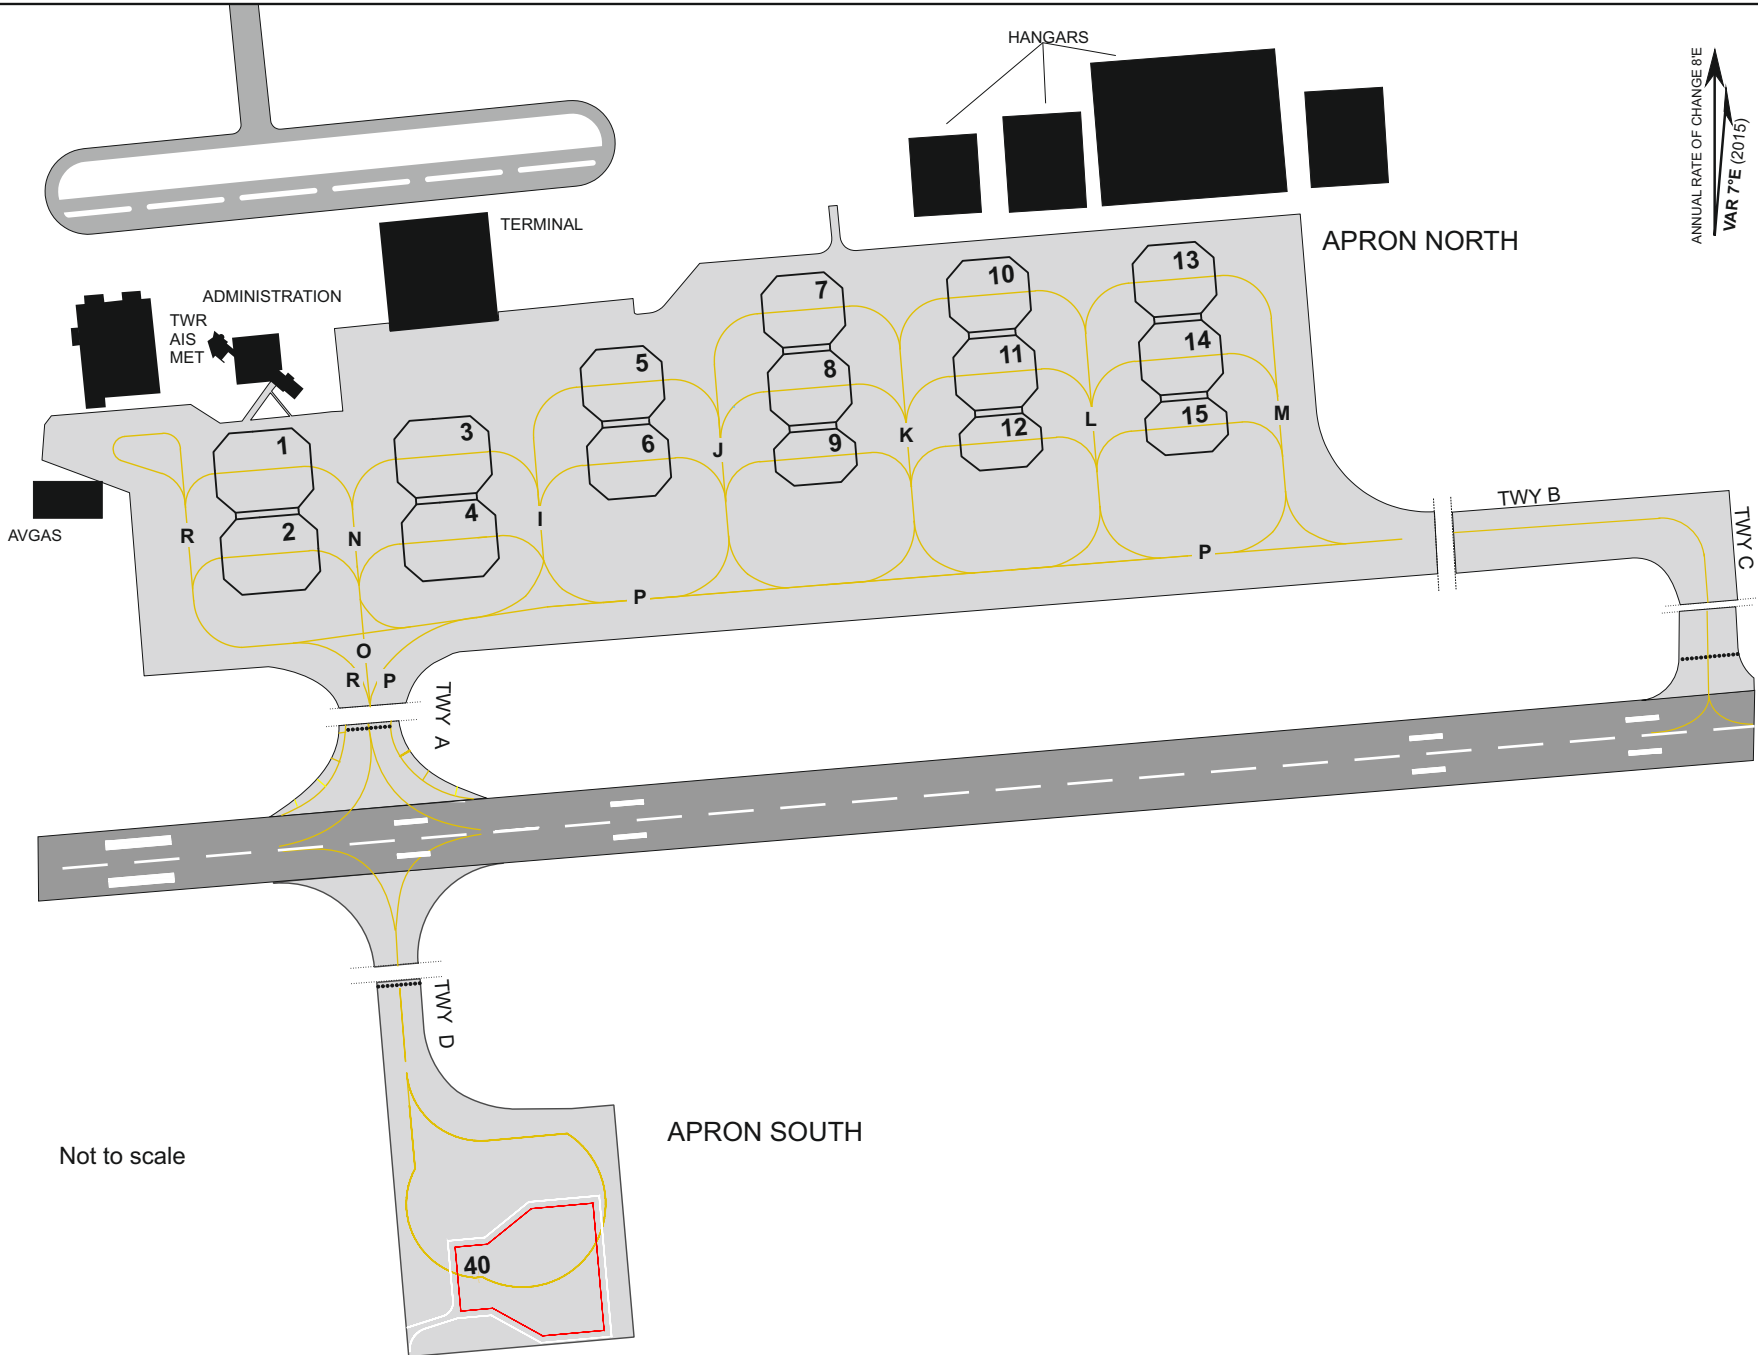 HANGARS
ANNUAL RATE OF CHANGE 8'E
VAR 7°E (2015)
TERMINAL
APRON NORTH
ADMINISTRATION
TWR
AIS
MET
13
10
7
14
11
5
8
15
12
3
6
9
1
4
2
M
L
K
J
I
N
R
AVGAS
TWY B
TWY C
P
P
O
R P
TWY A
TWY D
APRON SOUTH
Not to scale
40